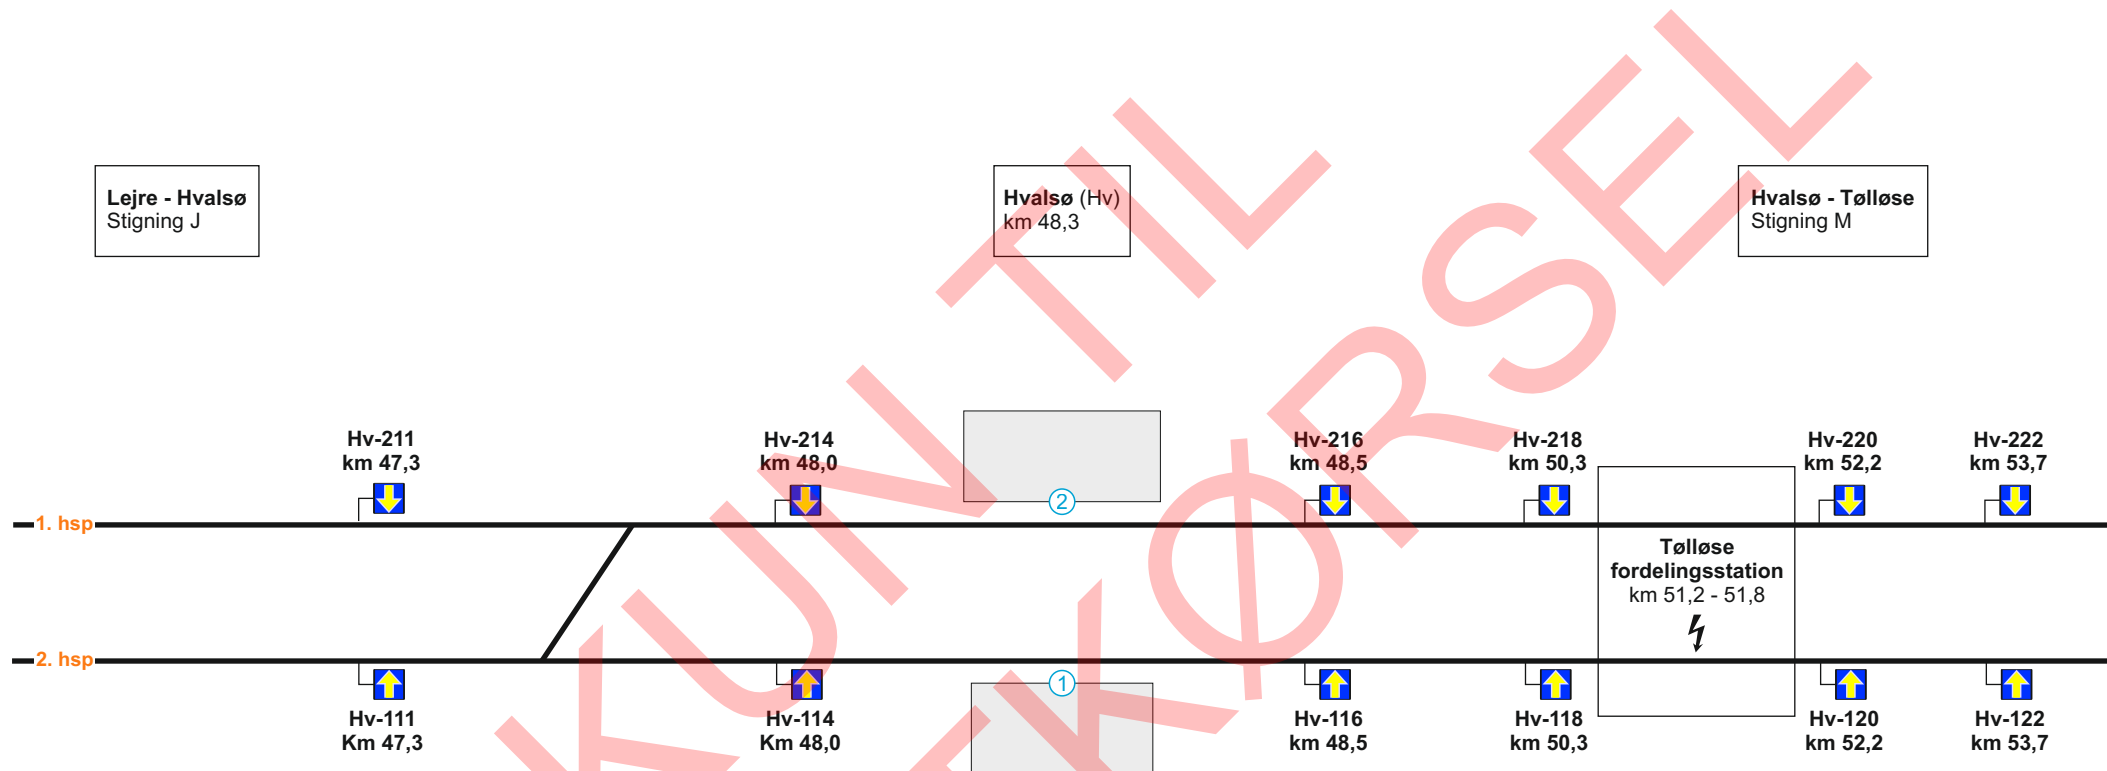 Lejre - Hvalsø
Stigning J
Hvalsø (Hv)
km 48,3
Hvalsø - Tølløse
Stigning M
Hv-211
km 47,3
Hv-214
km 48,0
Hv-216
km 48,5
Hv-218
km 50,3
Hv-220
km 52,2
Hv-222
km 53,7
2
1. hsp
Tølløse
fordelingsstation
km 51,2 - 51,8
2. hsp
1
Hv-111
Km 47,3
Hv-114
Km 48,0
Hv-116
km 48,5
Hv-118
km 50,3
Hv-120
km 52,2
Hv-122
km 53,7
KUN TIL
TKØRSEL